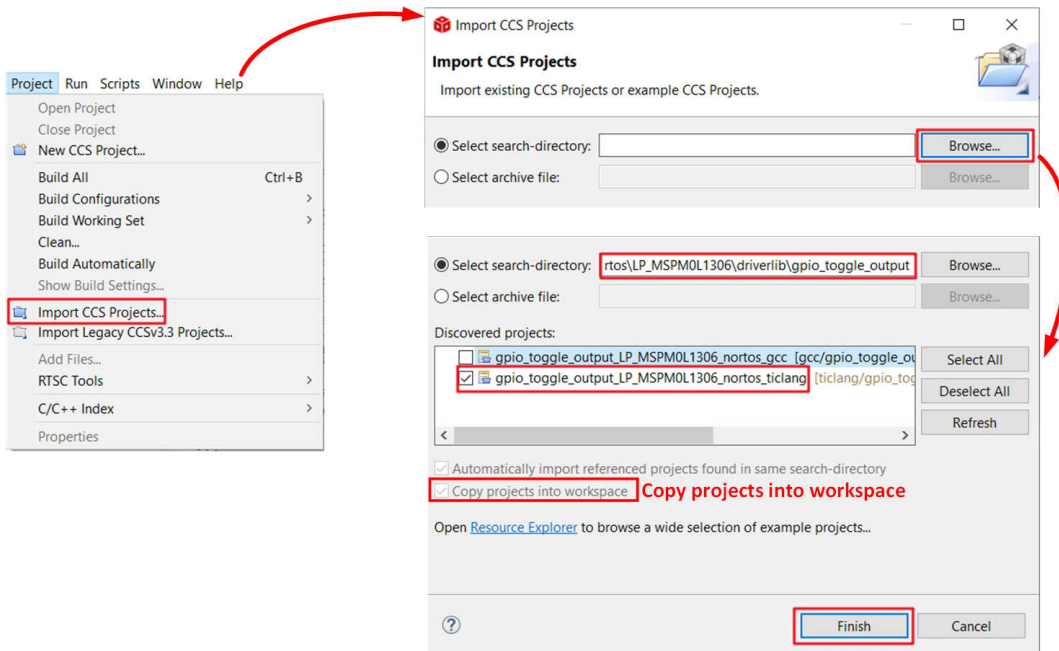 Project Run Scripts Window Help
Open Project
Close Project
New CCS Project...
Build All Ctrl+B
Build Configurations >
Build Working Set >
Clean...
Build Automatically
Show Build Settings...
Import CCS Projects...
Import Legacy CCSv3.3 Projects...
Add Files...
RTSC Tools >
C/C++ Index >
Properties
Import CCS Projects
Import CCS Projects
Import existing CCS Projects or example CCS Projects.
Select search-directory: Browse...
Select archive file: Browse...
Select search-directory: rtos\LP_MSPM0L1306\driverlib\gpio_toggle_output Browse...
Select archive file: Browse...
Discovered projects:
gpio_toggle_output_LP_MSPM0L1306_nortos_gcc [gcc/gpio_toggle_ou
gpio_toggle_output_LP_MSPM0L1306_nortos_ticlang [ticlang/gpio_tog
Select All
Deselect All
Refresh
Automatically import referenced projects found in same search-directory
Copy projects into workspace Copy projects into workspace
Open Resource Explorer to browse a wide selection of example projects...
? Finish Cancel